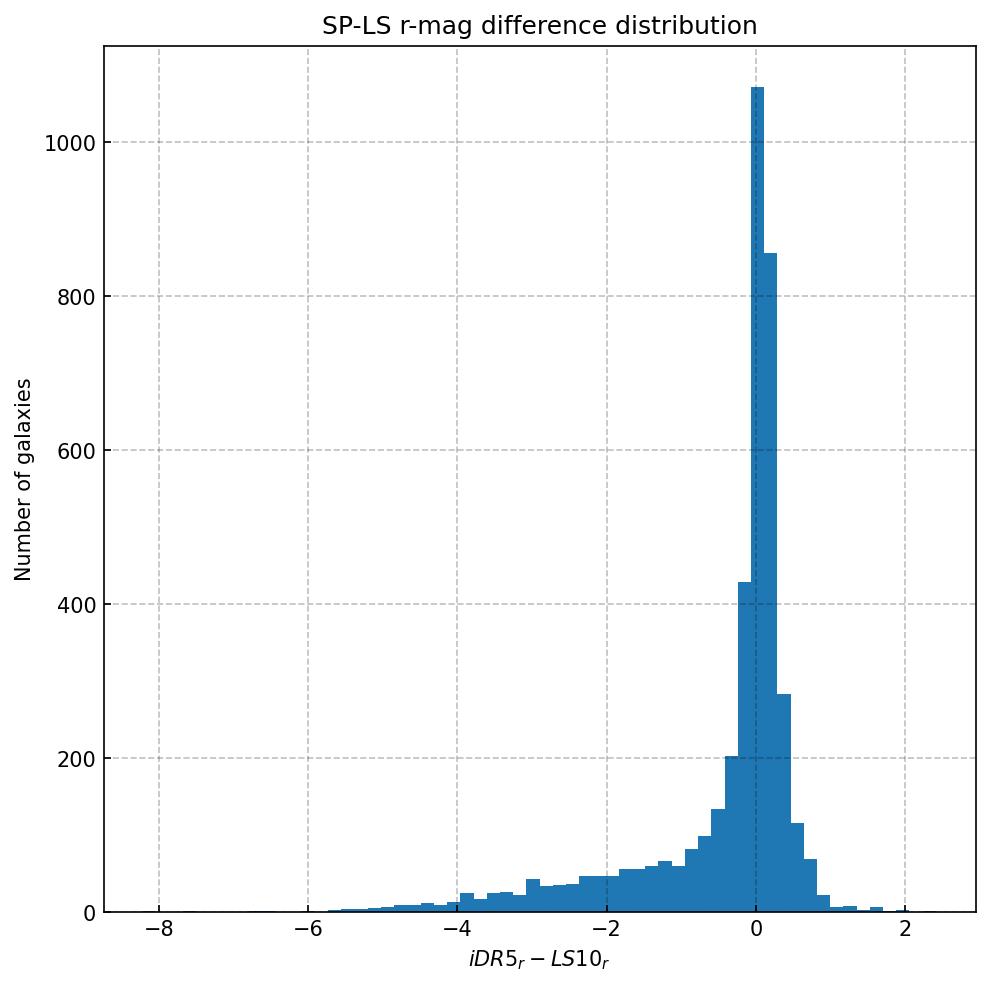 SP-LS r-mag difference distribution
1000
800
600
400
200
0
Number of galaxies
−8 −6 −4 −2 0 2
iDR5r − LS10r